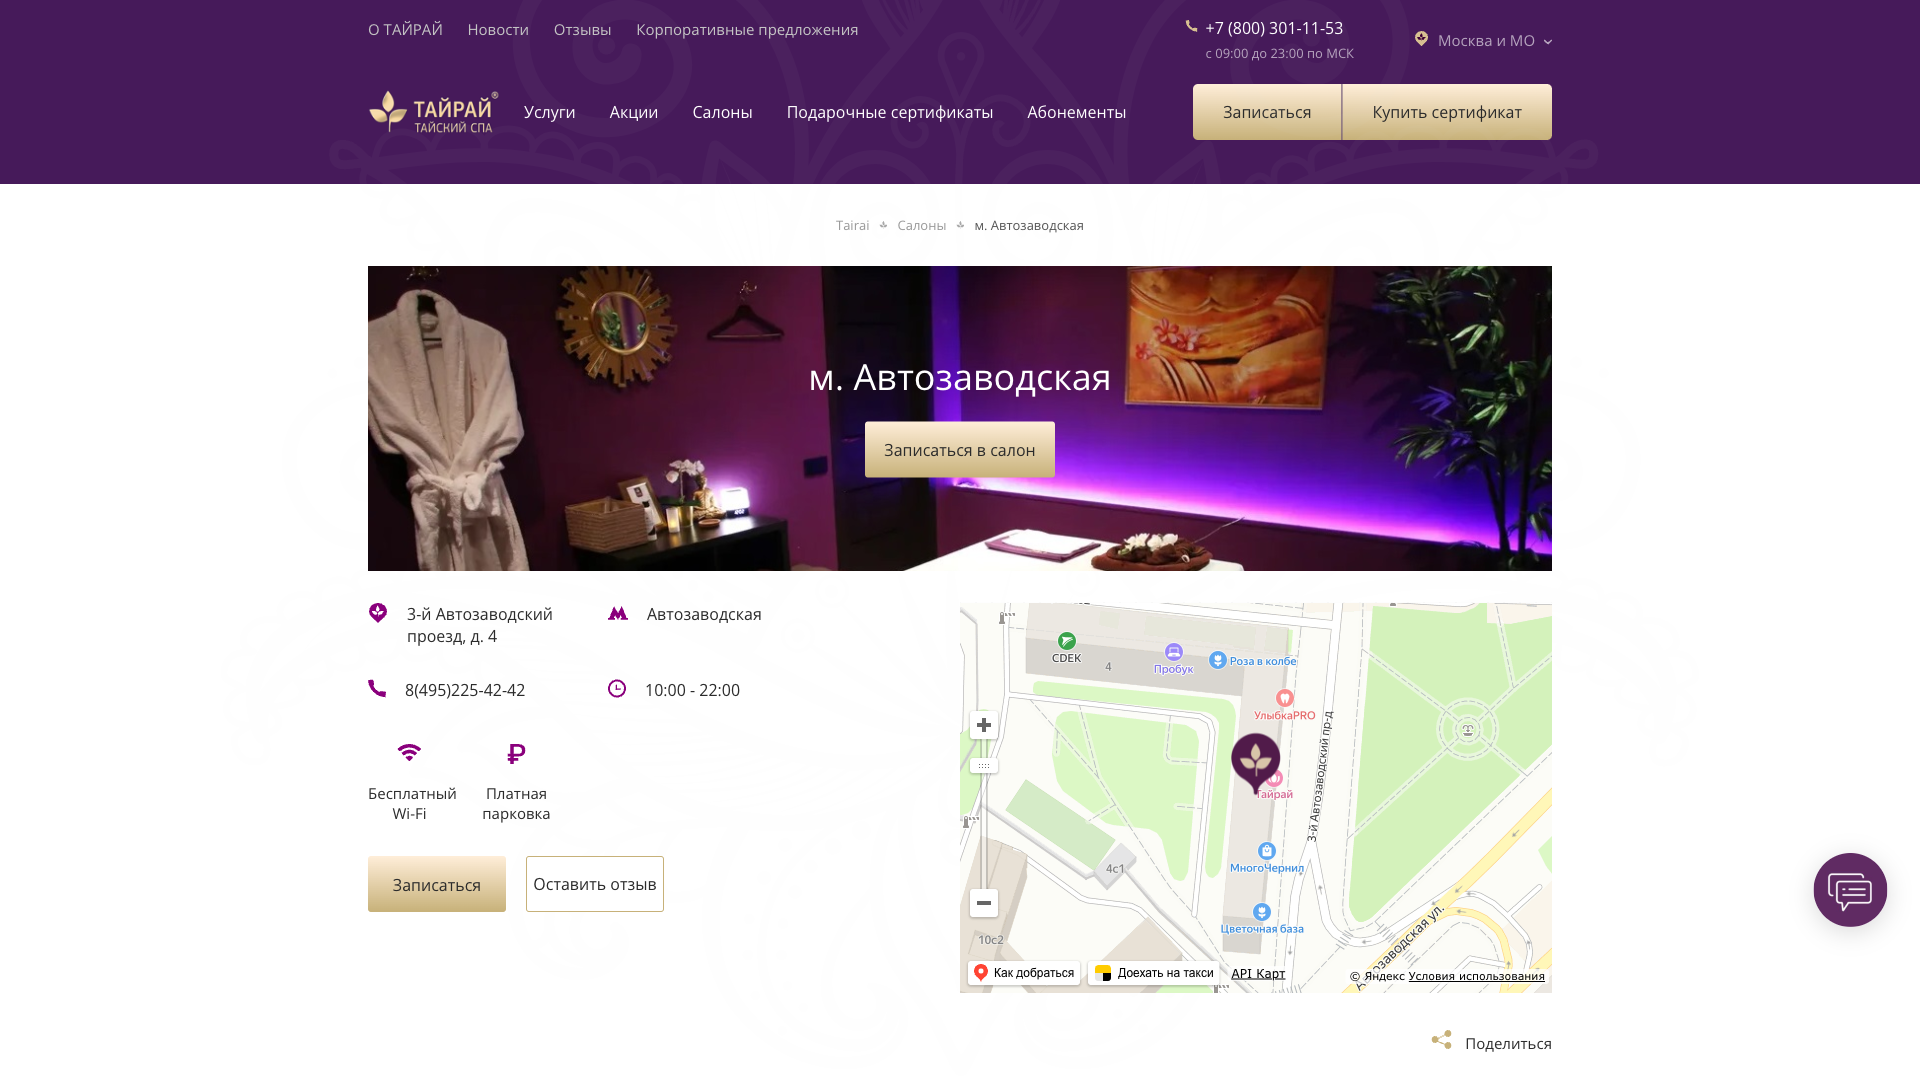 О ТАЙРАЙ
Новости
Отзывы
Корпоративные предложения
+7 (800) 301-11-53
с 09:00 до 23:00 по МСК
Москва и МО
ТАЙРАЙ®
ТАЙСКИЙ СПА
Услуги
Акции
Салоны
Подарочные сертификаты
Абонементы
Записаться
Купить сертификат
Tairai
Салоны
м. Автозаводская
м. Автозаводская
Записаться в салон
3-й Автозаводский
проезд, д. 4
Автозаводская
8(495)225-42-42
10:00 - 22:00
Бесплатный
Wi-Fi
Платная
парковка
Записаться
Оставить отзыв
CDEK
4
Пробук
Роза в колбе
УлыбкаPRO
3-й Автозаводский пр-д
Тайрай
МногоЧернил
4с1
Цветочная база
10с2
Автозаводская ул.
Как добраться
Доехать на такси
API Карт
© Яндекс Условия использования
Поделиться